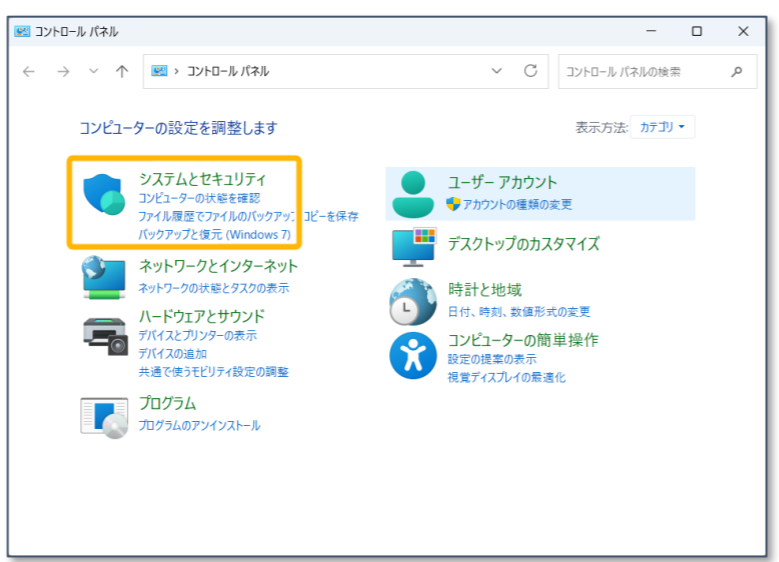 コントロール パネル
コントロール パネル
コントロール パネルの検索
コンピューターの設定を調整します
表示方法: カテゴリ
システムとセキュリティ
コンピューターの状態を確認
ファイル履歴でファイルのバックアップ コピーを保存
バックアップと復元 (Windows 7)
ネットワークとインターネット
ネットワークの状態とタスクの表示
ハードウェアとサウンド
デバイスとプリンターの表示
デバイスの追加
共通で使うモビリティ設定の調整
プログラム
プログラムのアンインストール
ユーザー アカウント
アカウントの種類の変更
デスクトップのカスタマイズ
時計と地域
日付、時刻、数値形式の変更
コンピューターの簡単操作
設定の提案の表示
視覚ディスプレイの最適化